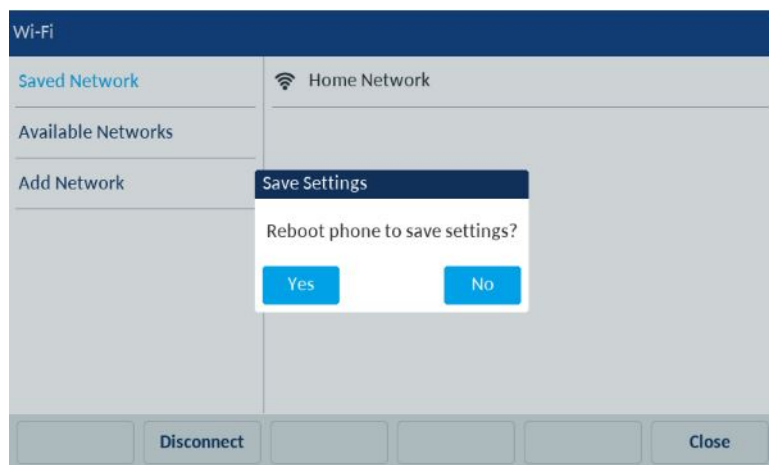 Wi-Fi
Saved Network
Home Network
Available Networks
Add Network
Save Settings
Reboot phone to save settings?
Yes
No
Disconnect
Close